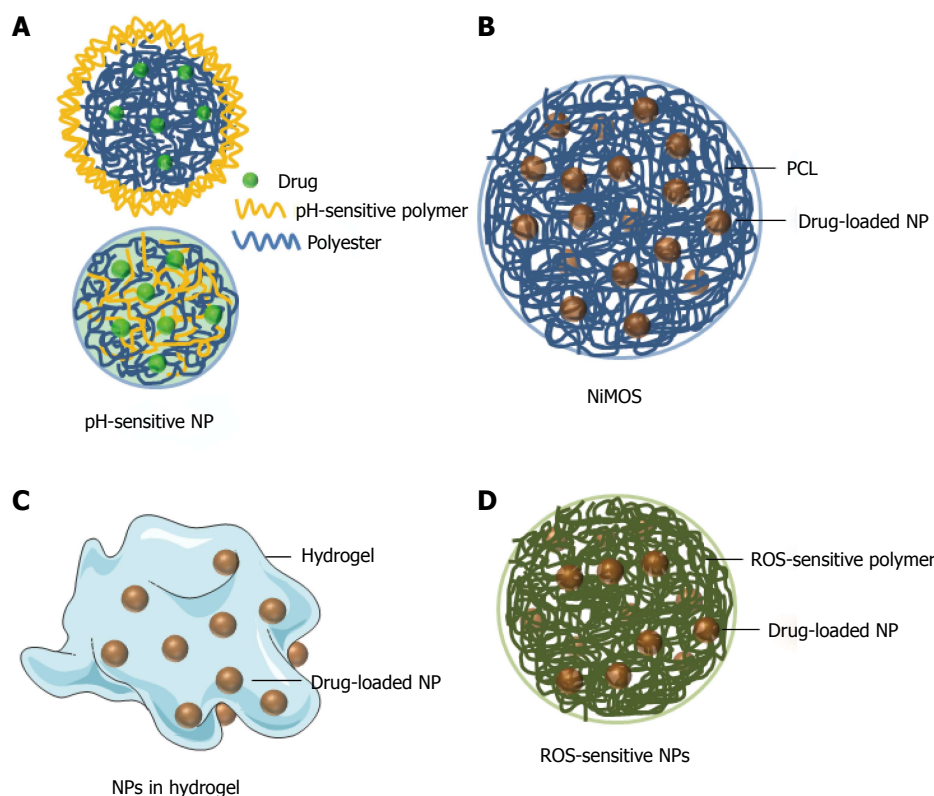 A
Drug
pH-sensitive polymer
Polyester
pH-sensitive NP
B
PCL
Drug-loaded NP
NiMOS
C
Hydrogel
Drug-loaded NP
NPs in hydrogel
D
ROS-sensitive polymer
Drug-loaded NP
ROS-sensitive NPs